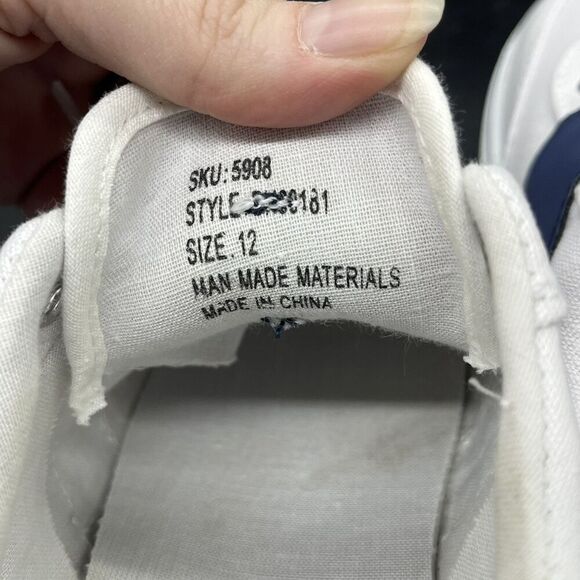 SKU: 5908
STYLE
SIZE. 12
MAN MADE MATERIALS
MADE IN CHINA